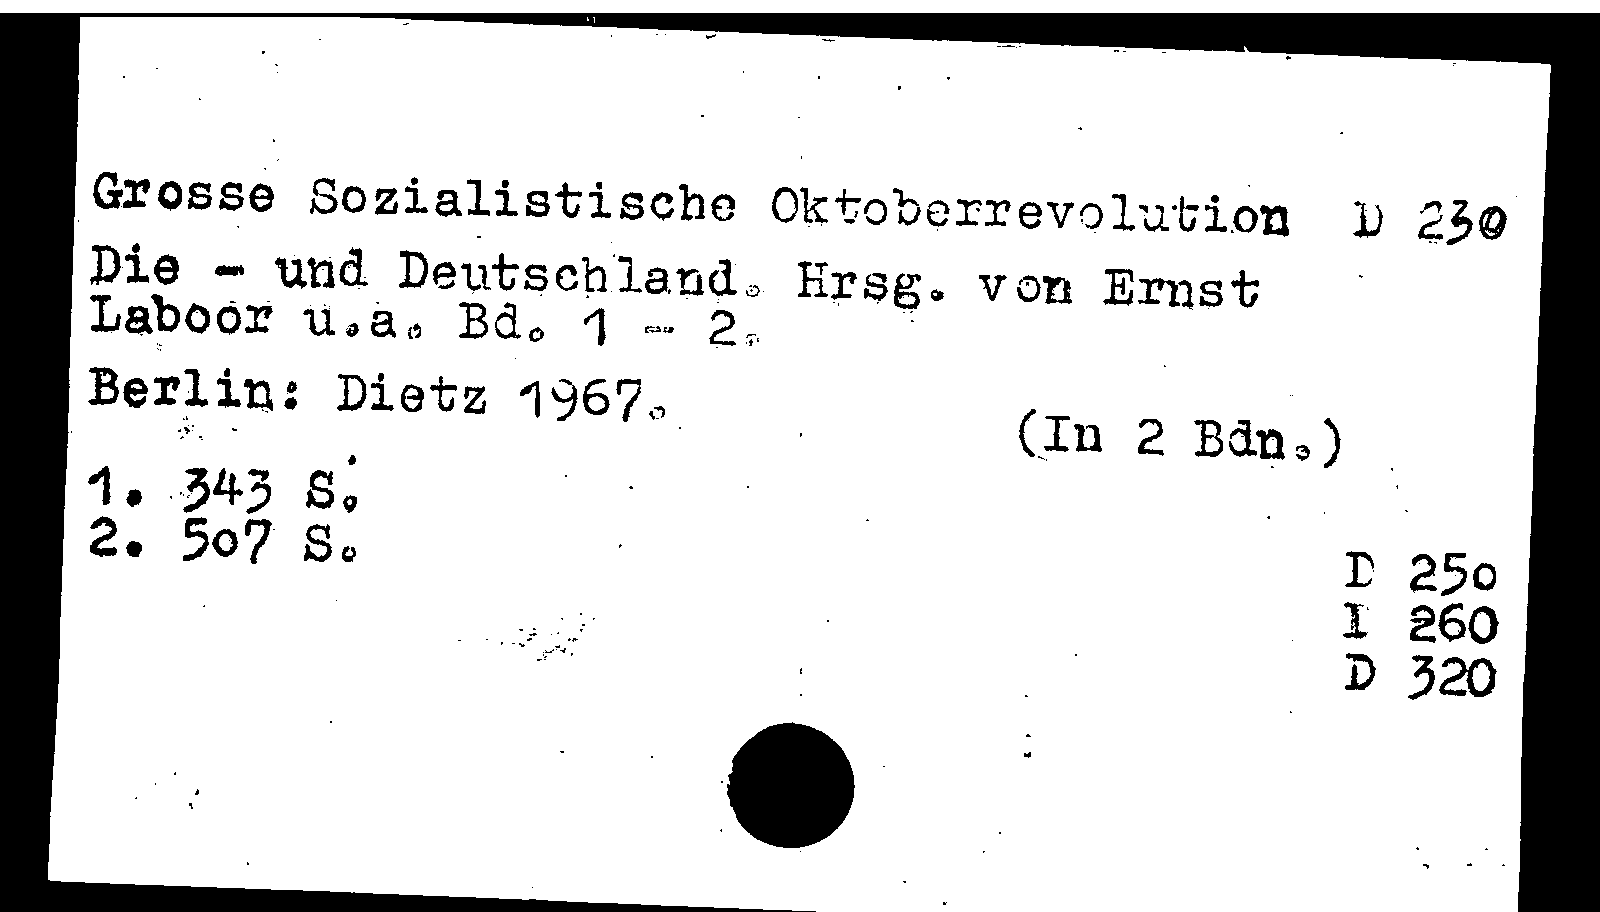 Grosse Sozialistische Oktoberrevolution D 230
Die - und Deutschland. Hrsg. von Ernst
Laboor u.a. Bd. 1 - 2.
Berlin: Dietz 1967.
(In 2 Bdn.)
1. 343 S.
2. 507 S.
D 250
I 260
D 320